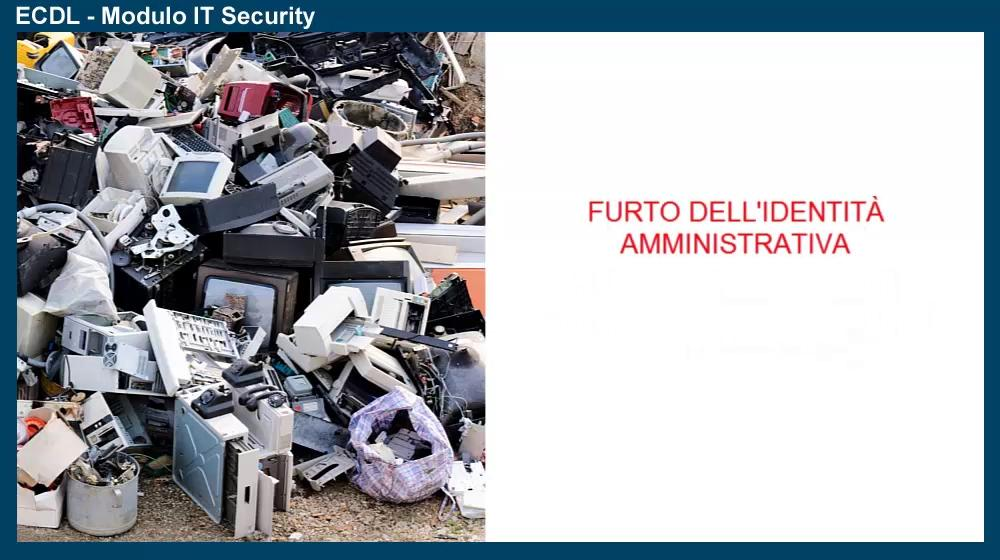 ECDL - Modulo IT Security
FURTO DELL'IDENTITÀ
AMMINISTRATIVA